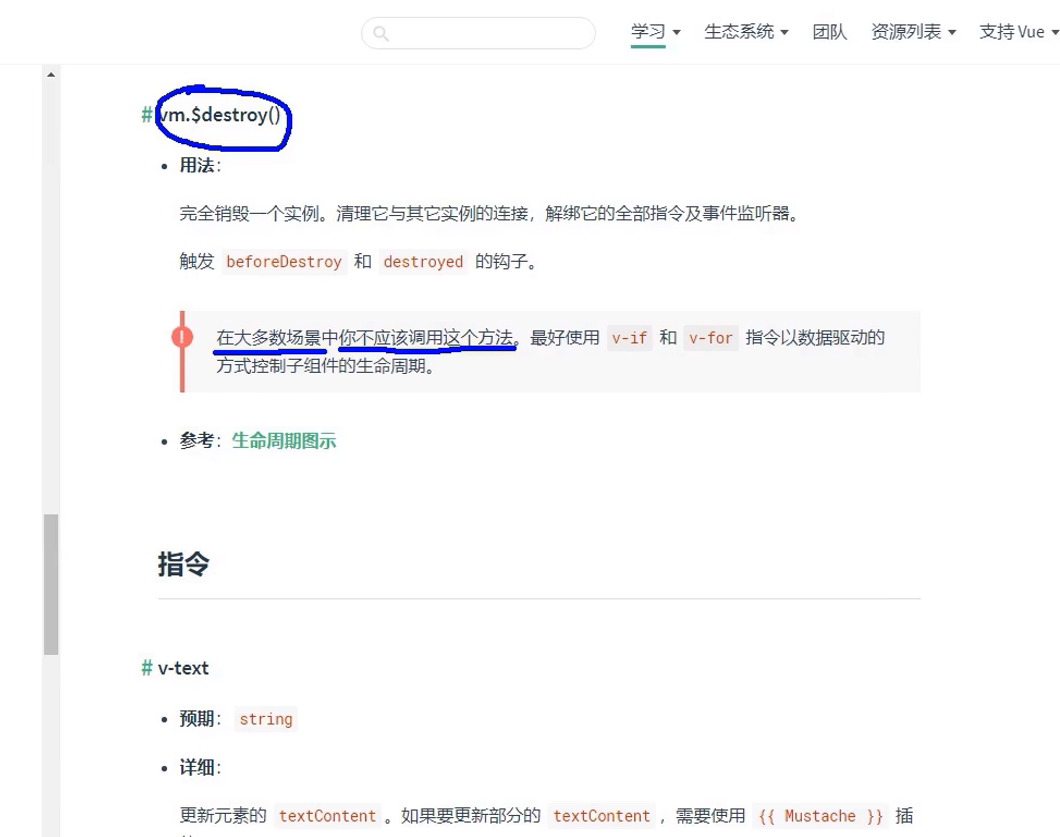 学习 生态系统 团队 资源列表 支持 Vue
# vm.$destroy()
用法：
完全销毁一个实例。清理它与其它实例的连接，解绑它的全部指令及事件监听器。
触发 beforeDestroy 和 destroyed 的钩子。
! 在大多数场景中你不应该调用这个方法。最好使用 v-if 和 v-for 指令以数据驱动的
方式控制子组件的生命周期。
参考：生命周期图示
指令
# v-text
预期：string
详细：
更新元素的 textContent 。如果要更新部分的 textContent ，需要使用 {{ Mustache }} 插